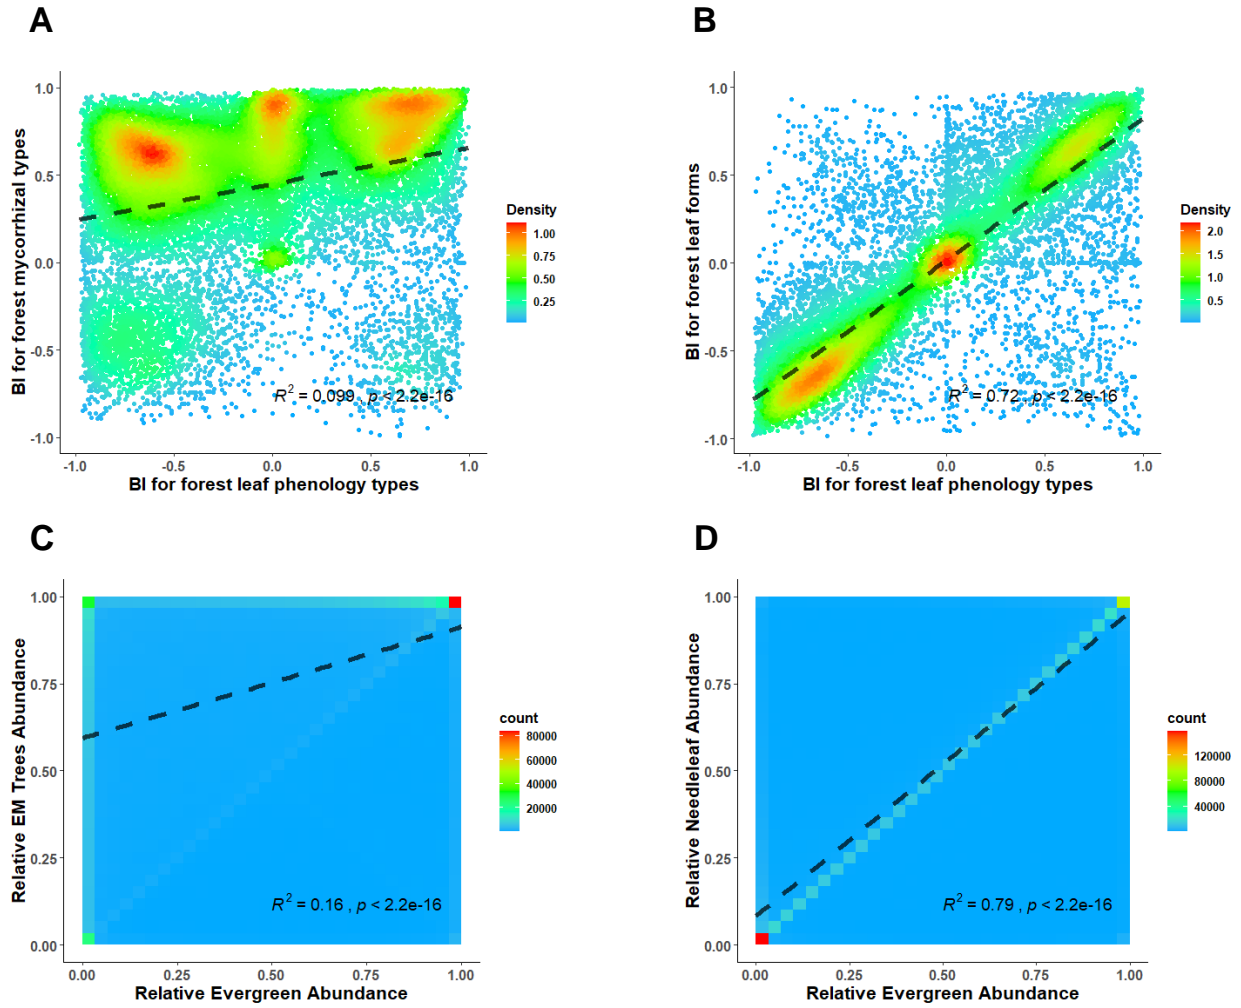 A
B
BI for forest mycorrhizal types
1.0
0.5
0.0
-0.5
-1.0
-1.0
-0.5
0.0
0.5
1.0
BI for forest leaf phenology types
R² = 0.099 , p < 2.2e-16
Density
1.00
0.75
0.50
0.25
BI for forest leaf forms
1.0
0.5
0.0
-0.5
-1.0
-1.0
-0.5
0.0
0.5
1.0
BI for forest leaf phenology types
R² = 0.72 , p < 2.2e-16
Density
2.0
1.5
1.0
0.5
C
D
Relative EM Trees Abundance
1.00
0.75
0.50
0.25
0.00
0.00
0.25
0.50
0.75
1.00
Relative Evergreen Abundance
R² = 0.16 , p < 2.2e-16
count
80000
60000
40000
20000
Relative Needleleaf Abundance
1.00
0.75
0.50
0.25
0.00
0.00
0.25
0.50
0.75
1.00
Relative Evergreen Abundance
R² = 0.79 , p < 2.2e-16
count
120000
80000
40000